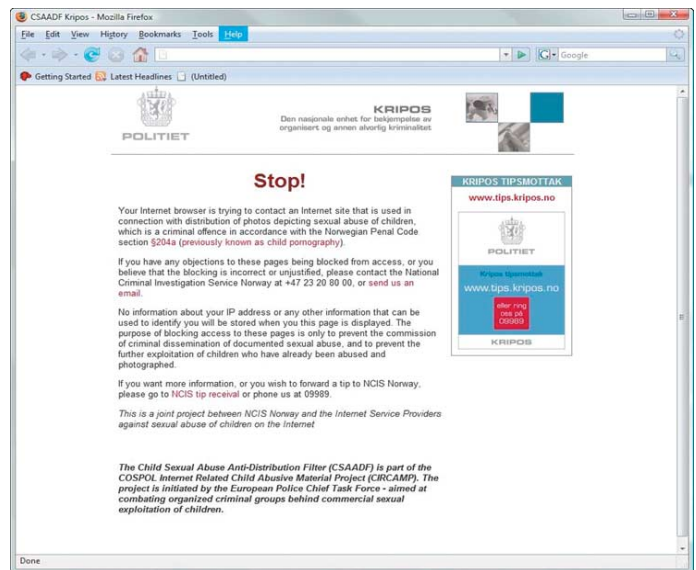 CSAADF Kripos - Mozilla Firefox
File Edit View History Bookmarks Tools Help
Google
Getting Started Latest Headlines (Untitled)
POLITIET
KRIPOS
Den nasjonale enhet for bekjempelse av
organisert og annen alvorlig kriminalitet
Stop!
Your Internet browser is trying to contact an Internet site that is used in
connection with distribution of photos depicting sexual abuse of children,
which is a criminal offence in accordance with the Norwegian Penal Code
section §204a (previously known as child pornography).
If you have any objections to these pages being blocked from access, or you
believe that the blocking is incorrect or unjustified, please contact the National
Criminal Investigation Service Norway at +47 23 20 80 00, or send us an
email.
No information about your IP address or any other information that can be
used to identify you will be stored when you this page is displayed. The
purpose of blocking access to these pages is only to prevent the commission
of criminal dissemination of documented sexual abuse, and to prevent the
further exploitation of children who have already been abused and
photographed.
If you want more information, or you wish to forward a tip to NCIS Norway,
please go to NCIS tip receival or phone us at 09989.
This is a joint project between NCIS Norway and the Internet Service Providers
against sexual abuse of children on the Internet
The Child Sexual Abuse Anti-Distribution Filter (CSAADF) is part of the
COSPOL Internet Related Child Abusive Material Project (CIRCAMP). The
project is initiated by the European Police Chief Task Force - aimed at
combating organized criminal groups behind commercial sexual
exploitation of children.
KRIPOS TIPSMOTTAK
www.tips.kripos.no
POLITIET
Kripos tipsmottak
www.tips.kripos.no
eller ring
oss på
09989
KRIPOS
Done